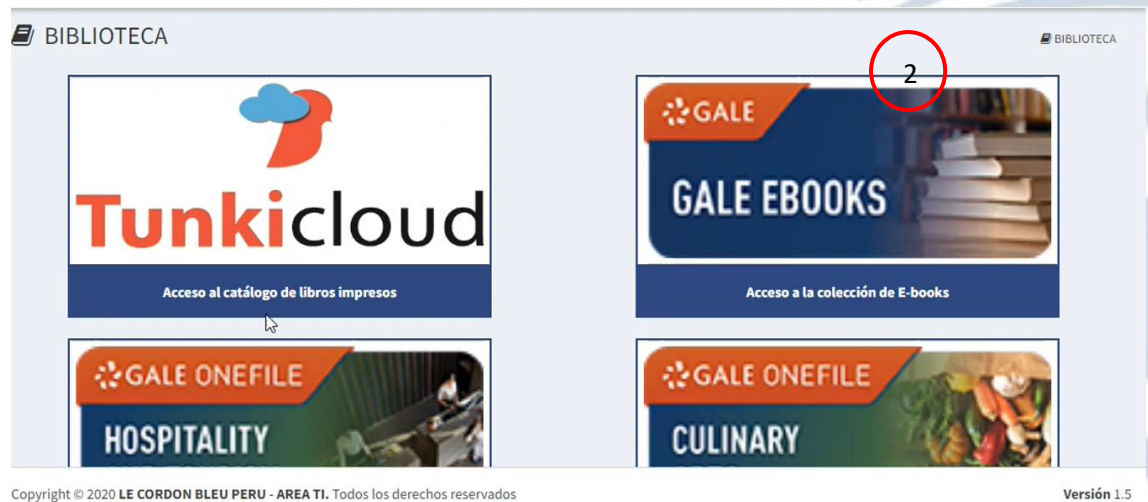 BIBLIOTECA
BIBLIOTECA
2
Tunkicloud
Acceso al catálogo de libros impresos
GALE
GALE EBOOKS
Acceso a la colección de E-books
GALE ONEFILE
HOSPITALITY
GALE ONEFILE
CULINARY
Copyright © 2020 LE CORDON BLEU PERU - AREA TI. Todos los derechos reservados
Versión 1.5